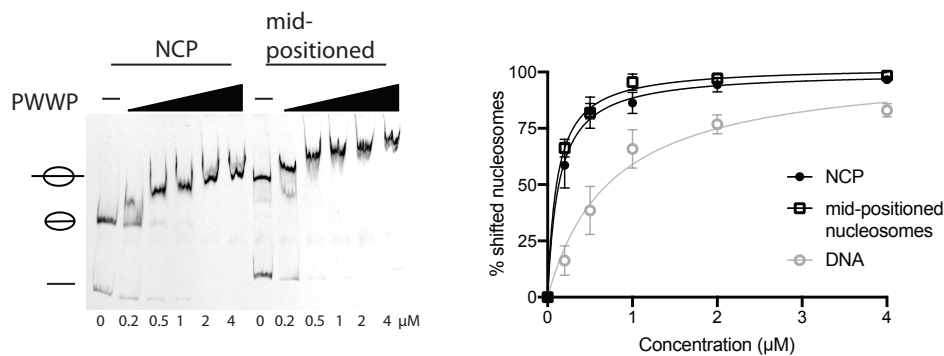 NCP
mid-
positioned
PWWP
0 0.2 0.5 1 2 4 0 0.2 0.5 1 2 4 μM
% shifted nucleosomes
100
75
50
25
0
0 1 2 3 4
Concentration (μM)
NCP
mid-positioned
nucleosomes
DNA